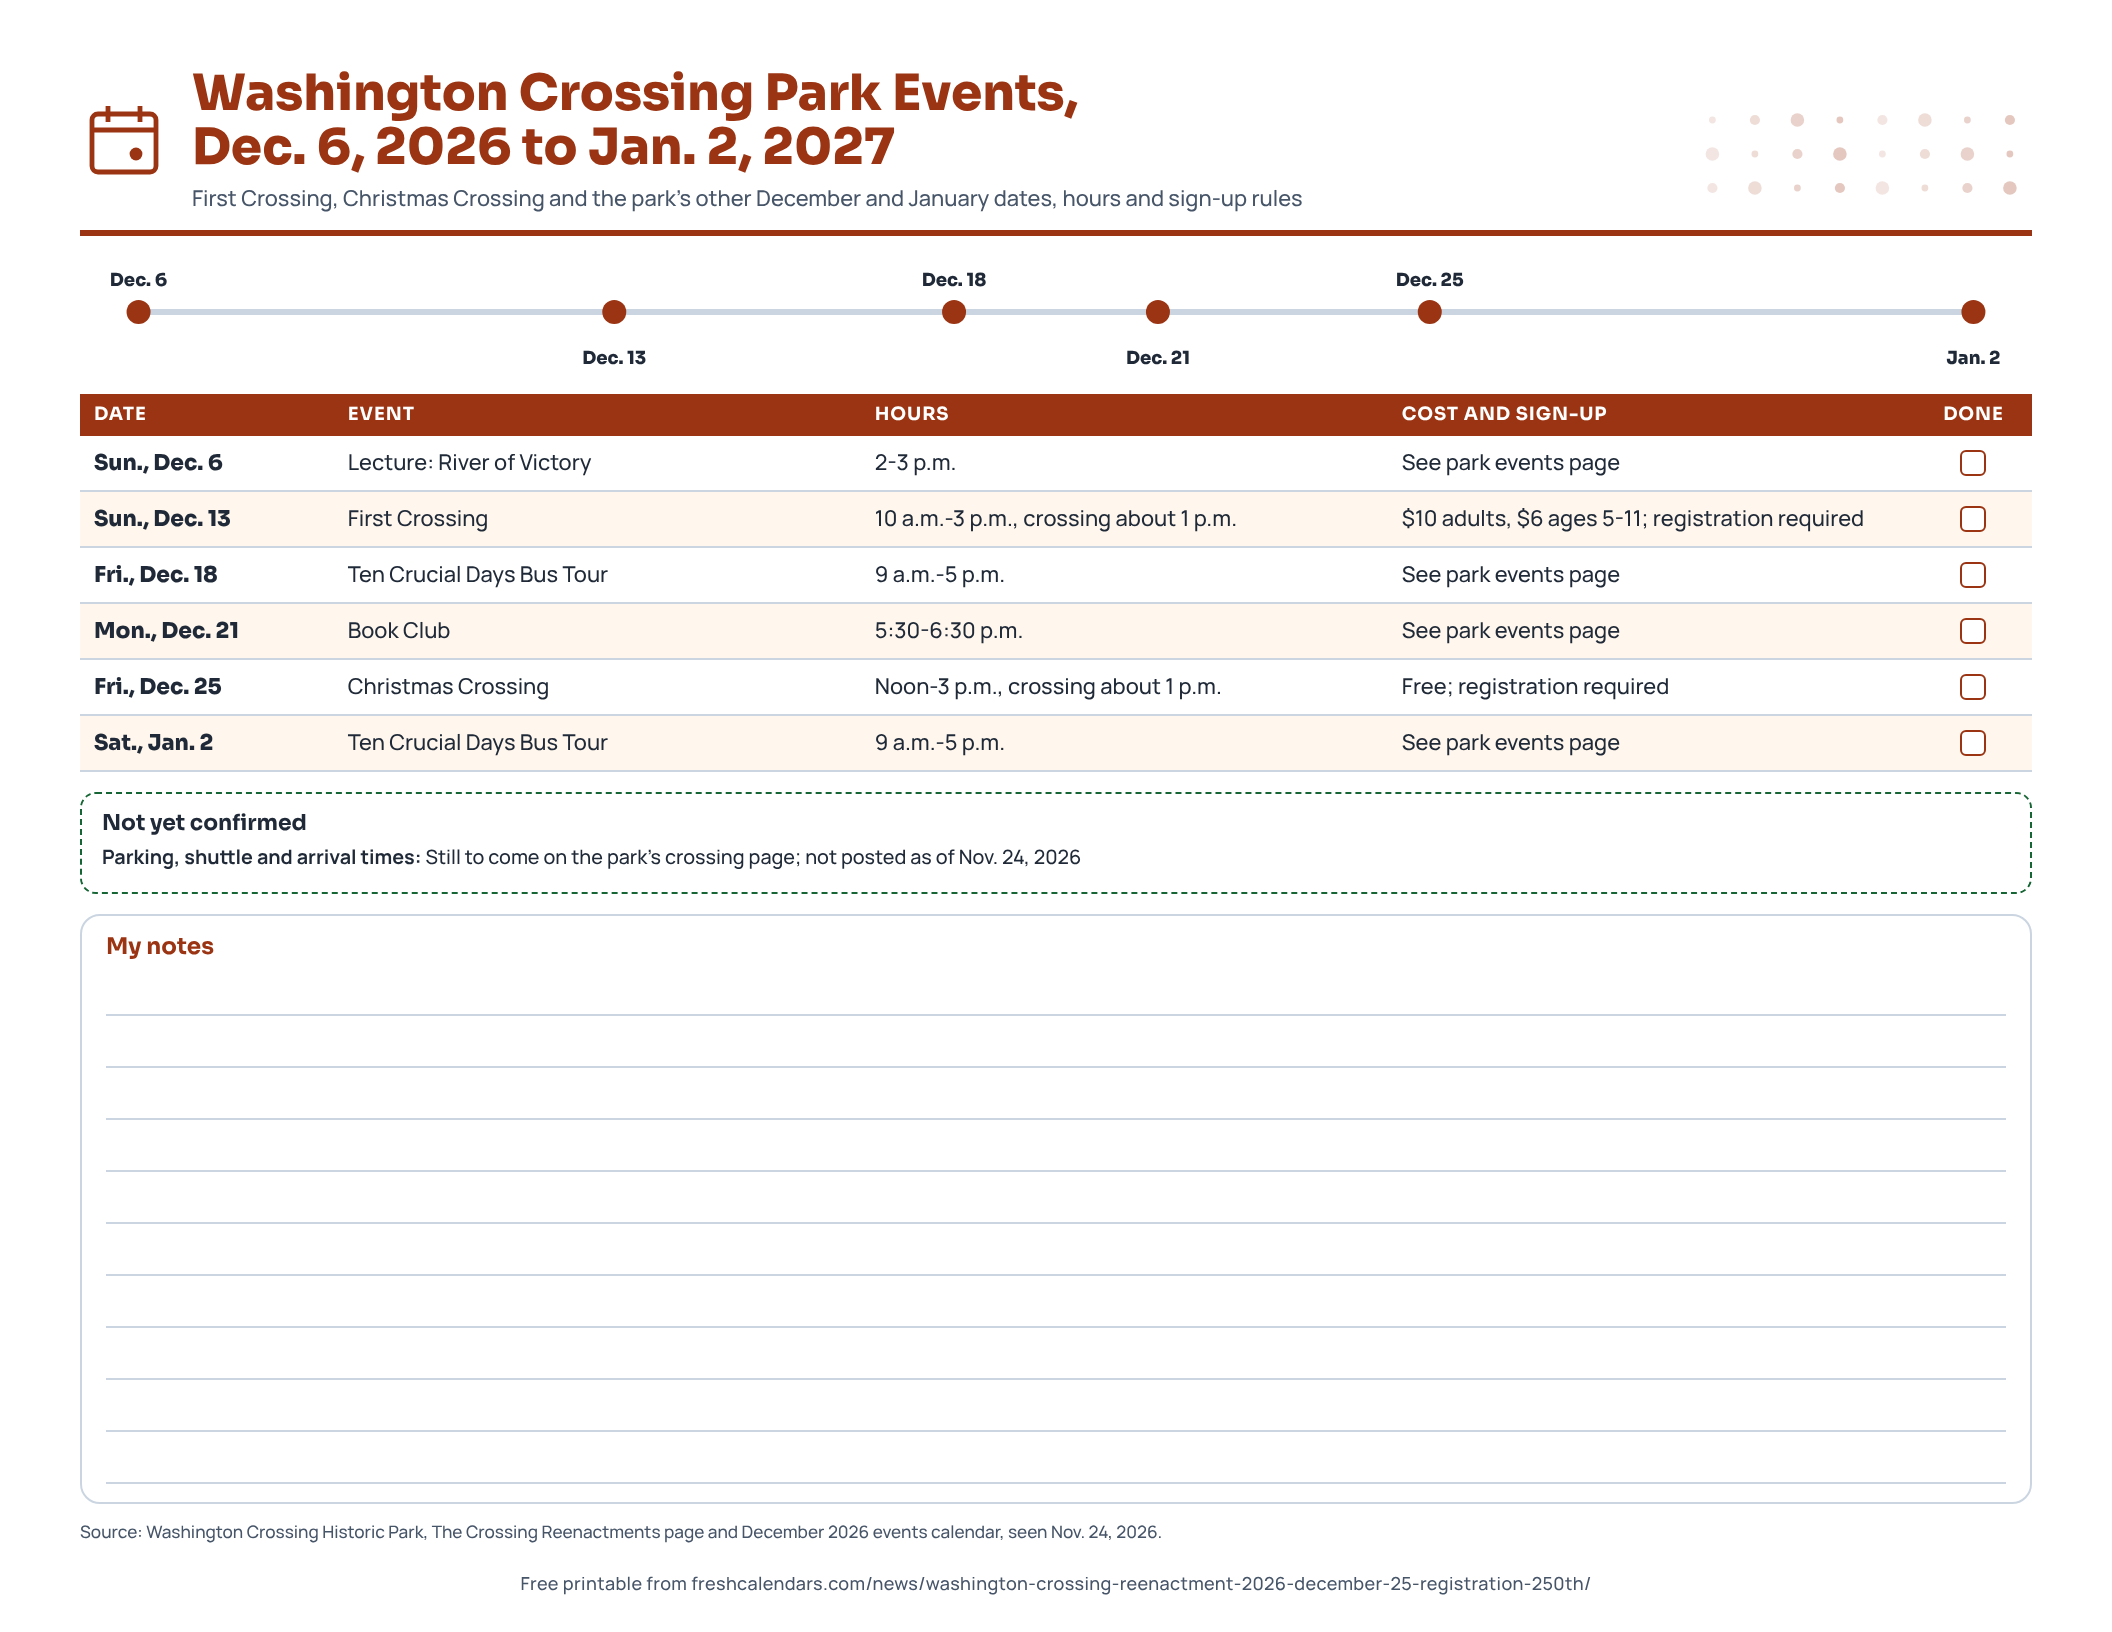 Washington Crossing Park Events,
Dec. 6, 2026 to Jan. 2, 2027
First Crossing, Christmas Crossing and the park's other December and January dates, hours and sign-up rules
Dec. 6
Dec. 18
Dec. 25
Dec. 13
Dec. 21
Jan. 2
DATE EVENT HOURS COST AND SIGN-UP DONE
Sun., Dec. 6 Lecture: River of Victory 2-3 p.m. See park events page
Sun., Dec. 13 First Crossing 10 a.m.-3 p.m., crossing about 1 p.m. $10 adults, $6 ages 5-11; registration required
Fri., Dec. 18 Ten Crucial Days Bus Tour 9 a.m.-5 p.m. See park events page
Mon., Dec. 21 Book Club 5:30-6:30 p.m. See park events page
Fri., Dec. 25 Christmas Crossing Noon-3 p.m., crossing about 1 p.m. Free; registration required
Sat., Jan. 2 Ten Crucial Days Bus Tour 9 a.m.-5 p.m. See park events page
Not yet confirmed
Parking, shuttle and arrival times: Still to come on the park's crossing page; not posted as of Nov. 24, 2026
My notes
Source: Washington Crossing Historic Park, The Crossing Reenactments page and December 2026 events calendar, seen Nov. 24, 2026.
Free printable from freshcalendars.com/news/washington-crossing-reenactment-2026-december-25-registration-250th/